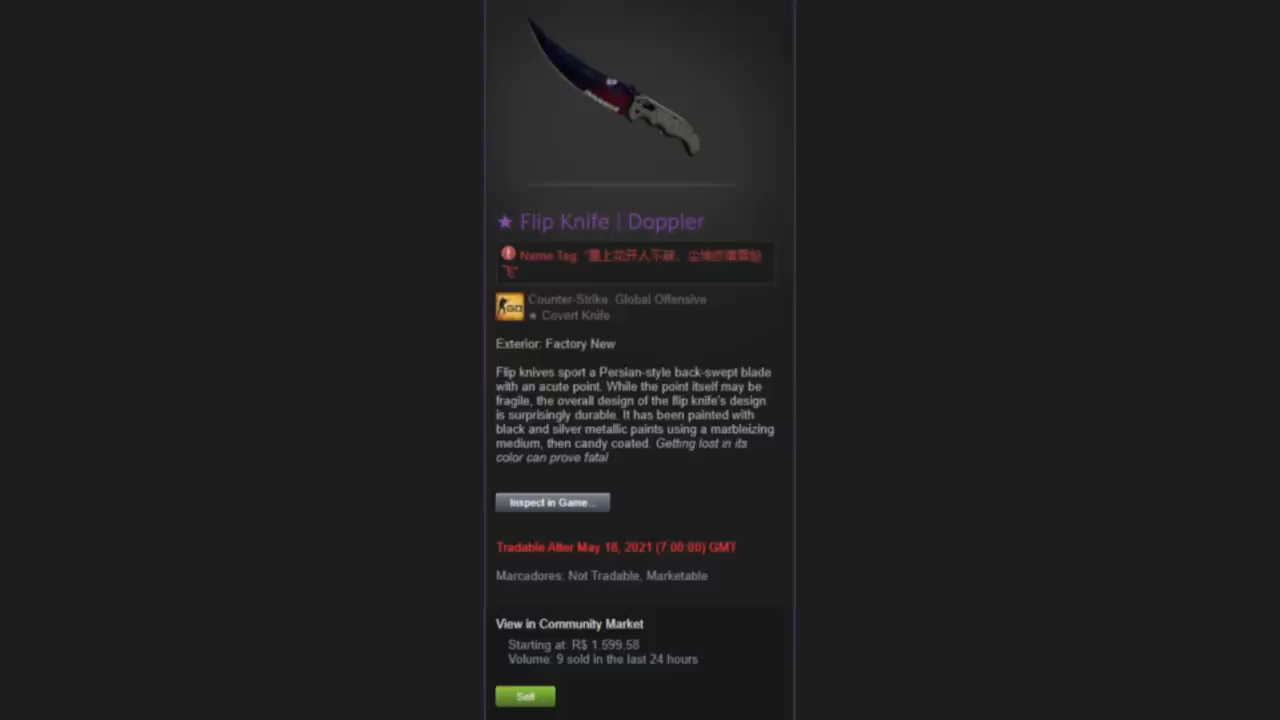 ★ Flip Knife | Doppler
Name Tag: "
飞"
GO
Counter-Strike: Global Offensive
★ Covert Knife
Exterior: Factory New
Flip knives sport a Persian-style back-swept blade
with an acute point. While the point itself may be
fragile, the overall design of the flip knife's design
is surprisingly durable. It has been painted with
black and silver metallic paints using a marbleizing
medium, then candy coated. Getting lost in its
color can prove fatal
Inspect in Game...
Tradable After May 18, 2021 (7:00:00) GMT
Marcadores: Not Tradable, Marketable
View in Community Market
Starting at: R$ 1.599,58
Volume: 9 sold in the last 24 hours
Sell